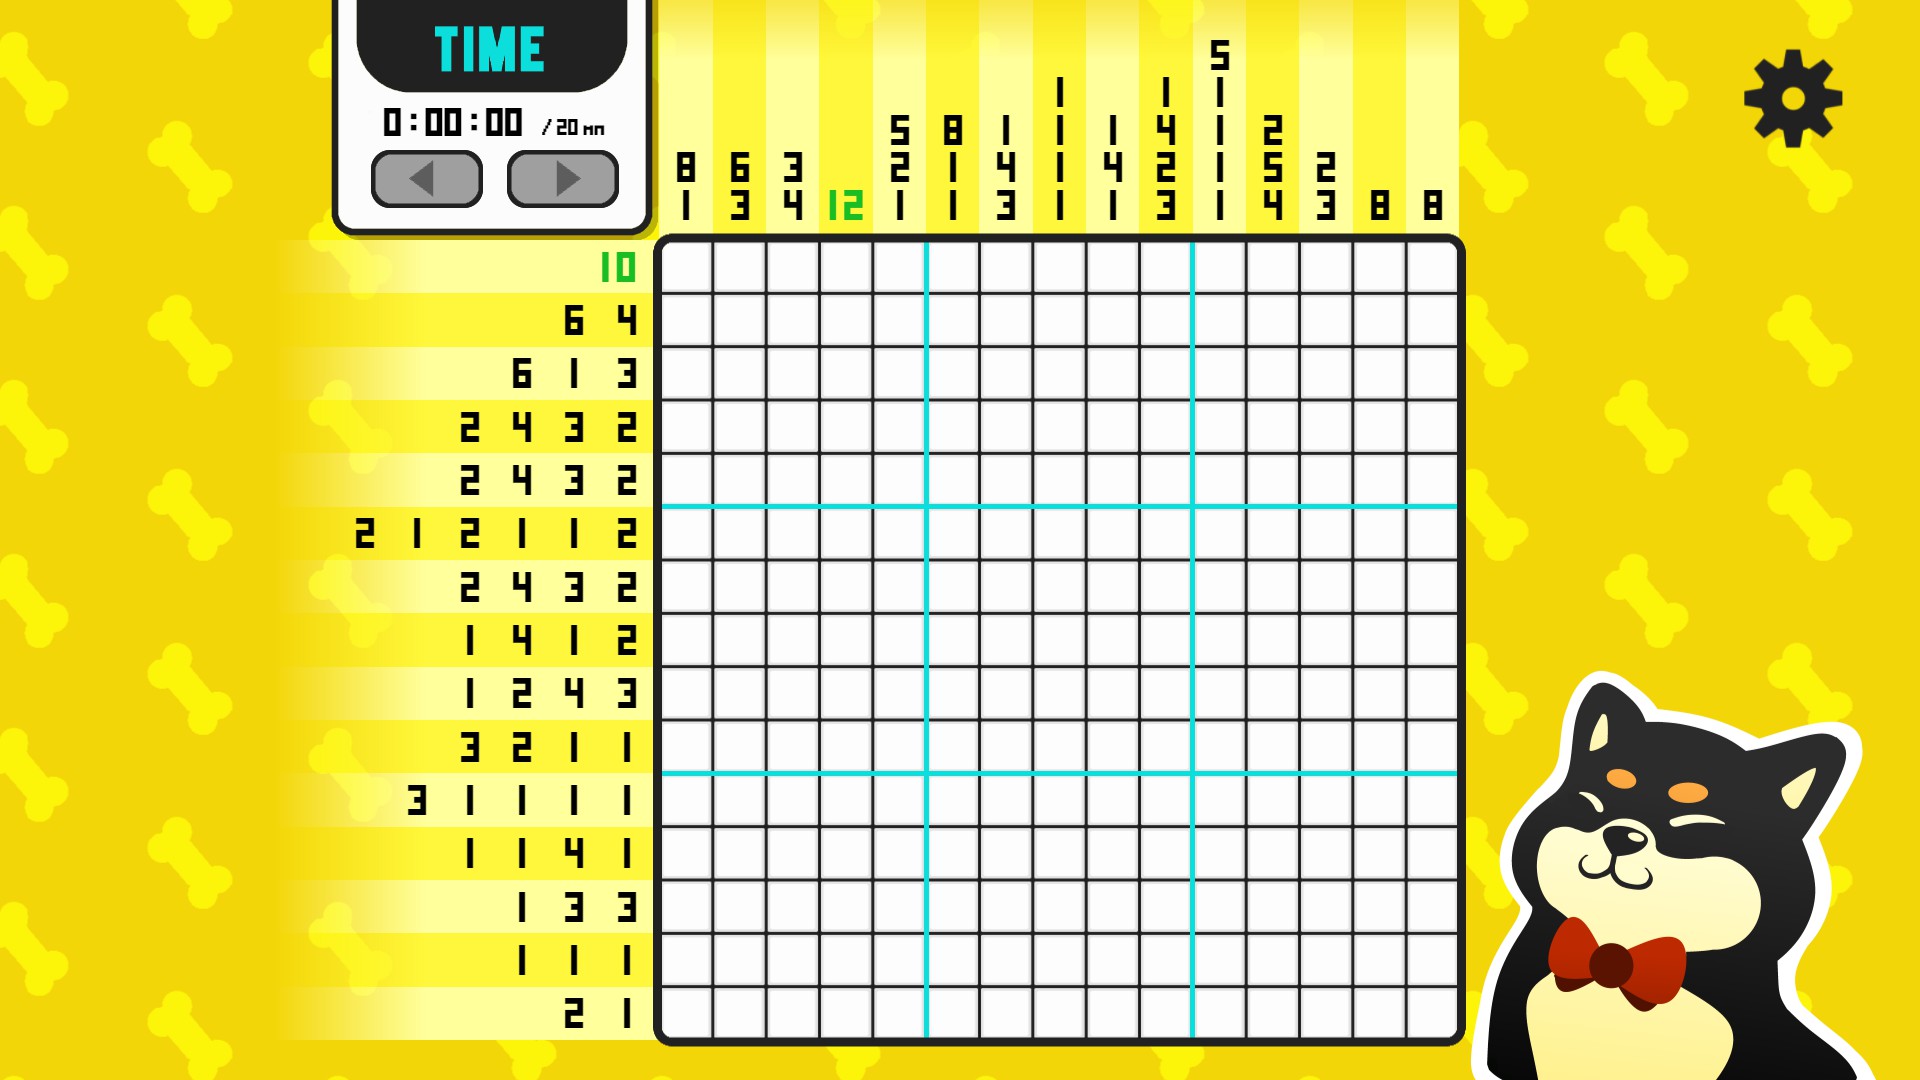 TIME
0:00:00 /20 мп
5
1 1 1
5 8 1 1 1 4 1 2
8 6 3 2 1 4 1 4 2 1 5 2
1 3 4 12 1 1 3 1 1 3 1 4 3 8 8
10
6 4
6 1 3
2 4 3 2
2 4 3 2
2 1 2 1 1 2
2 4 3 2
1 4 1 2
1 2 4 3
3 2 1 1
3 1 1 1 1
1 1 4 1
1 3 3
1 1 1
2 1